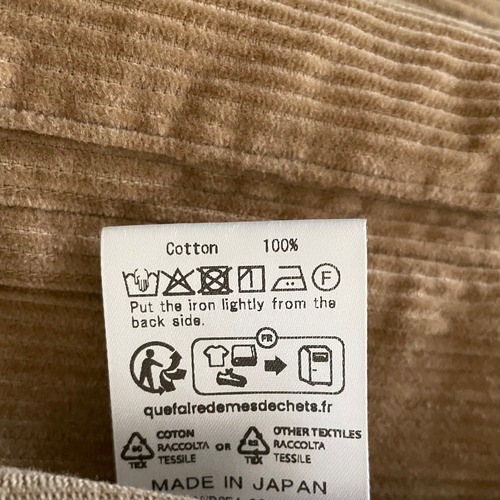 Cotton 100%
F
Put the iron lightly from the
back side.
FR
quefairedemesdechets.fr
COTON
RACCOLTA
TESSILE
TEX
OR
OTHER TEXTILES
RACCOLTA
TESSILE
TEX
MADE IN JAPAN